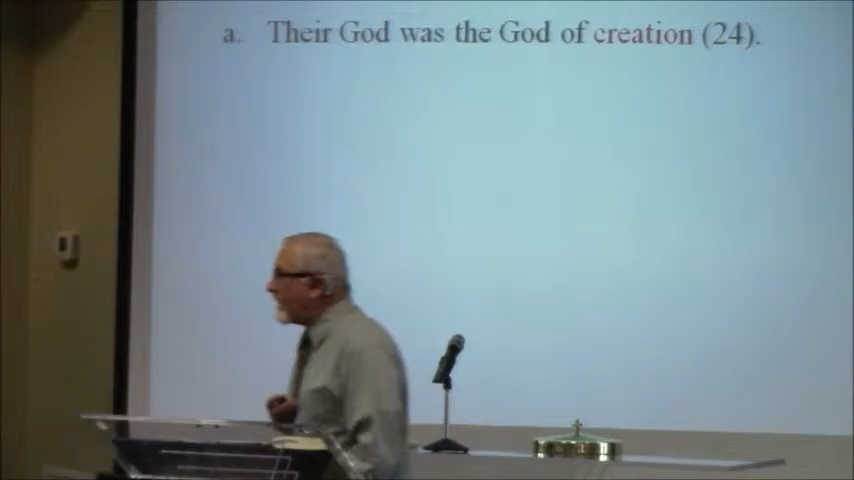 a. Their God was the God of creation (24).